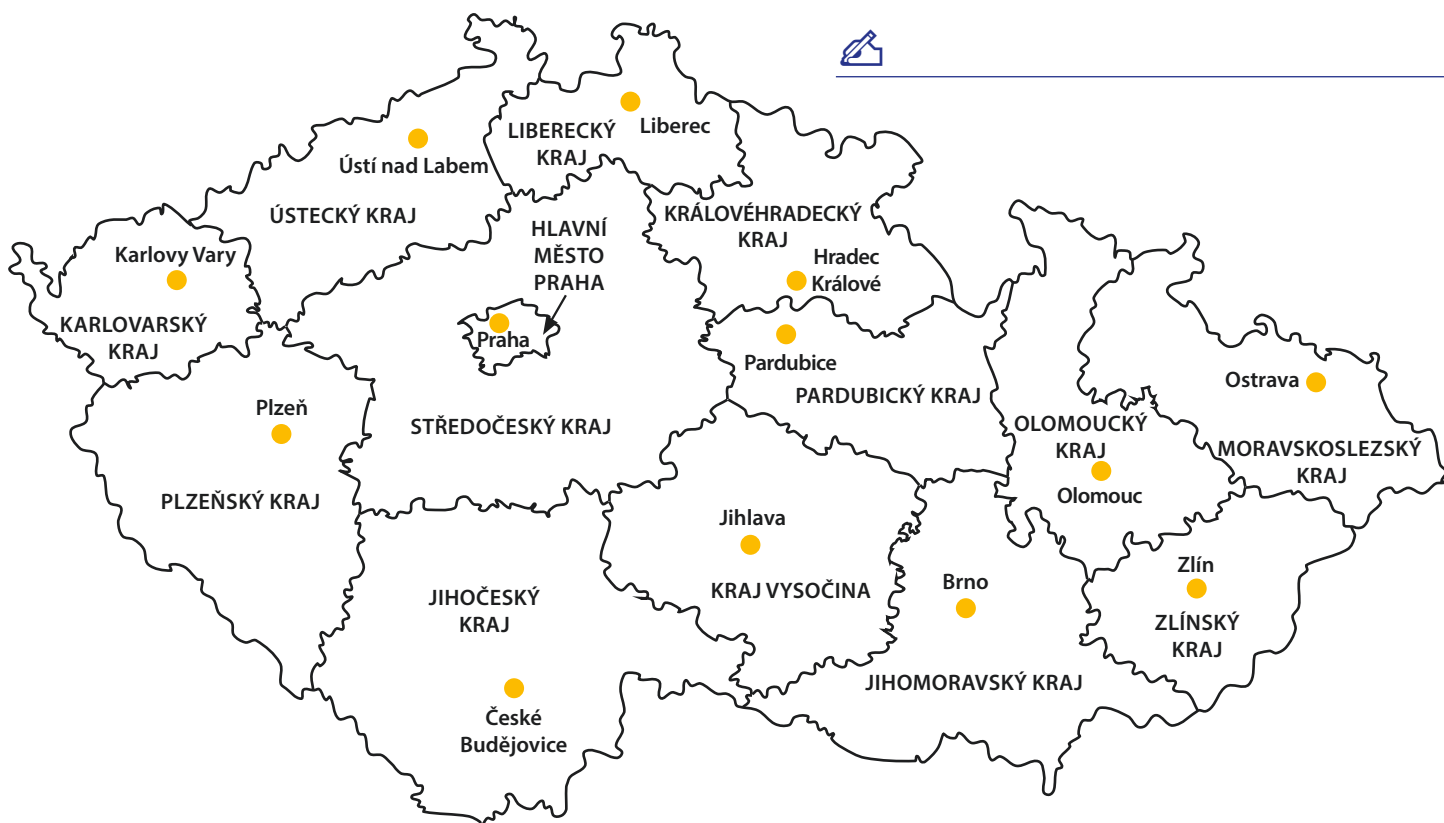 LIBERECKÝ
KRAJ
Liberec
Ústí nad Labem
ÚSTECKÝ KRAJ
KRÁLOVÉHRADECKÝ
KRAJ
HLAVNÍ
MĚSTO
PRAHA
Karlovy Vary
Hradec
Králové
KARLOVARSKÝ
KRAJ
Praha
Pardubice
PARDUBICKÝ KRAJ
Ostrava
Plzeň
STŘEDOČESKÝ KRAJ
OLOMOUCKÝ
KRAJ
MORAVSKOSLEZSKÝ
KRAJ
PLZEŇSKÝ KRAJ
Olomouc
Jihlava
KRAJ VYSOČINA
Zlín
ZLÍNSKÝ
KRAJ
Brno
JIHOČESKÝ
KRAJ
JIHOMORAVSKÝ KRAJ
České
Budějovice